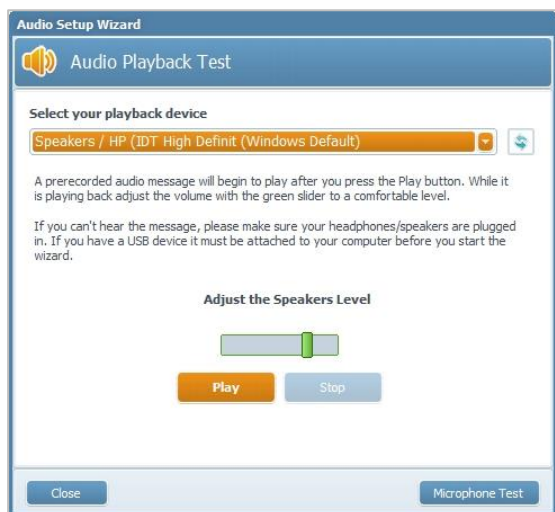 Audio Setup Wizard
Audio Playback Test
Select your playback device
Speakers / HP (IDT High Definit (Windows Default)
A prerecorded audio message will begin to play after you press the Play button. While it
is playing back adjust the volume with the green slider to a comfortable level.
If you can't hear the message, please make sure your headphones/speakers are plugged
in. If you have a USB device it must be attached to your computer before you start the
wizard.
Adjust the Speakers Level
Play Stop
Close Microphone Test